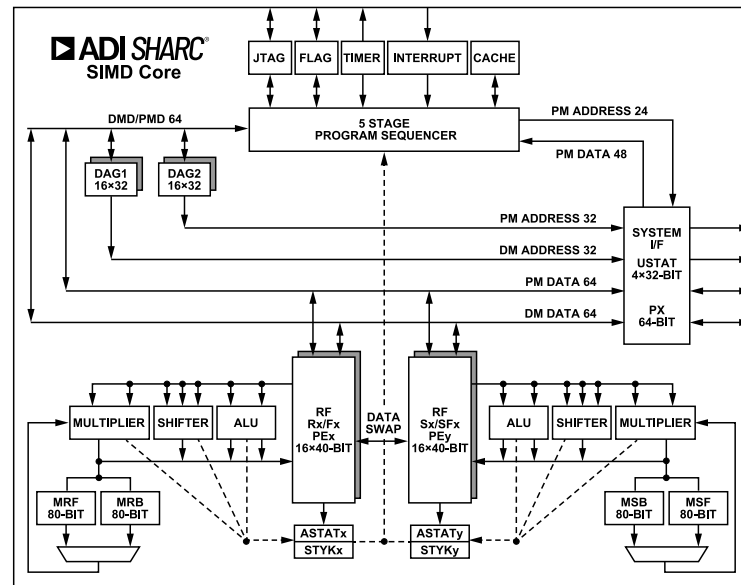 ADI SHARC®
SIMD Core
JTAG FLAG TIMER INTERRUPT CACHE
5 STAGE
PROGRAM SEQUENCER
DMD/PMD 64
PM ADDRESS 24
PM DATA 48
DAG1
16×32
DAG2
16×32
PM ADDRESS 32
DM ADDRESS 32
PM DATA 64
DM DATA 64
SYSTEM
I/F
USTAT
4×32-BIT
PX
64-BIT
MULTIPLIER SHIFTER ALU
RF
Rx/Fx
PEx
16×40-BIT
DATA
SWAP
RF
Sx/SFx
PEy
16×40-BIT
ALU SHIFTER MULTIPLIER
MRF
80-BIT
MRB
80-BIT
MSB
80-BIT
MSF
80-BIT
ASTATx
STYKx
ASTATy
STYKy